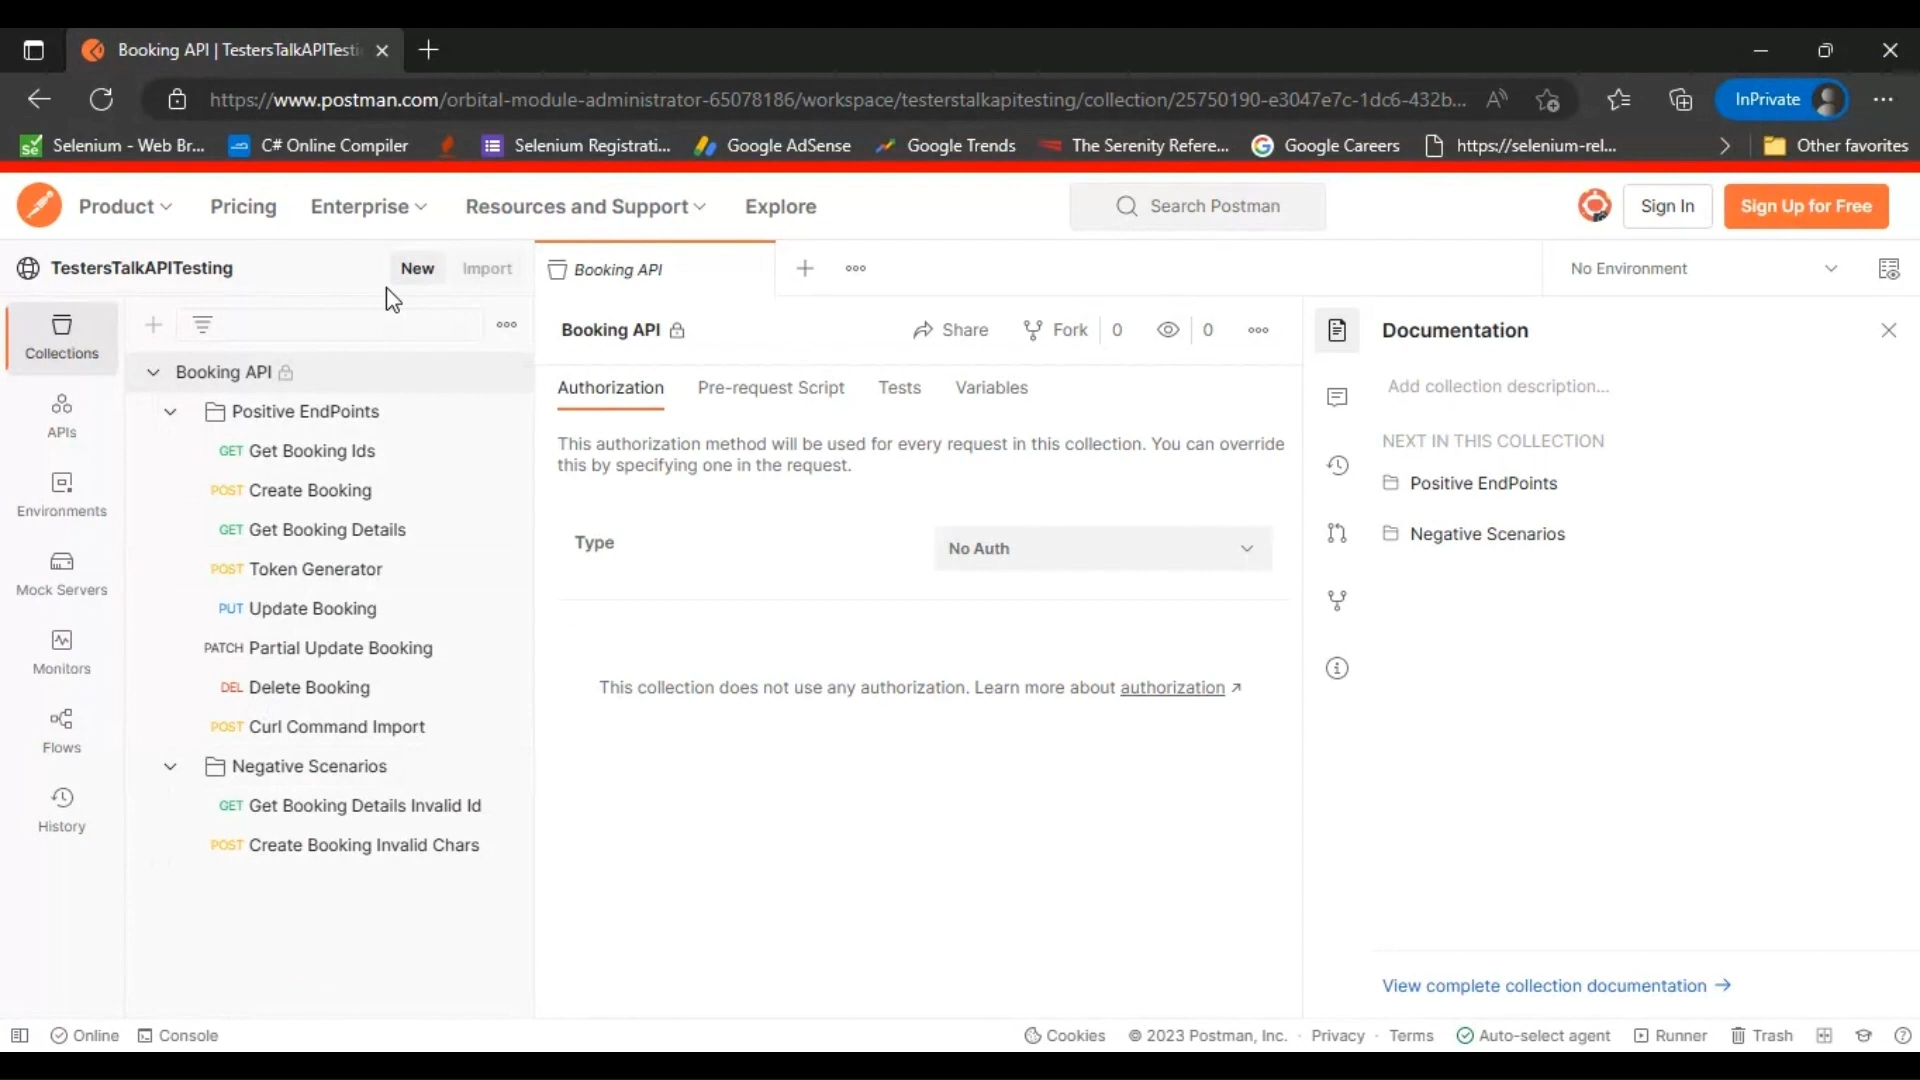 Booking API | TestersTalkAPITesti
https://www.postman.com/orbital-module-administrator-65078186/workspace/testerstalkapitesting/collection/25750190-e3047e7c-1dc6-432b...
InPrivate
Selenium - Web Br...
C# Online Compiler
Selenium Registrati...
Google AdSense
Google Trends
The Serenity Refere...
Google Careers
https://selenium-rel...
Other favorites
Product
Pricing
Enterprise
Resources and Support
Explore
Search Postman
Sign In
Sign Up for Free
TestersTalkAPITesting
New
Import
Booking API
No Environment
Collections
APIs
Environments
Mock Servers
Monitors
Flows
History
Booking API
Positive EndPoints
GET Get Booking Ids
POST Create Booking
GET Get Booking Details
POST Token Generator
PUT Update Booking
PATCH Partial Update Booking
DEL Delete Booking
POST Curl Command Import
Negative Scenarios
GET Get Booking Details Invalid Id
POST Create Booking Invalid Chars
Booking API
Share
Fork
0
0
Authorization
Pre-request Script
Tests
Variables
This authorization method will be used for every request in this collection. You can override
this by specifying one in the request.
Type
No Auth
This collection does not use any authorization. Learn more about authorization ↗
Documentation
Add collection description...
NEXT IN THIS COLLECTION
Positive EndPoints
Negative Scenarios
View complete collection documentation →
Online
Console
Cookies
© 2023 Postman, Inc.
· Privacy
· Terms
Auto-select agent
Runner
Trash